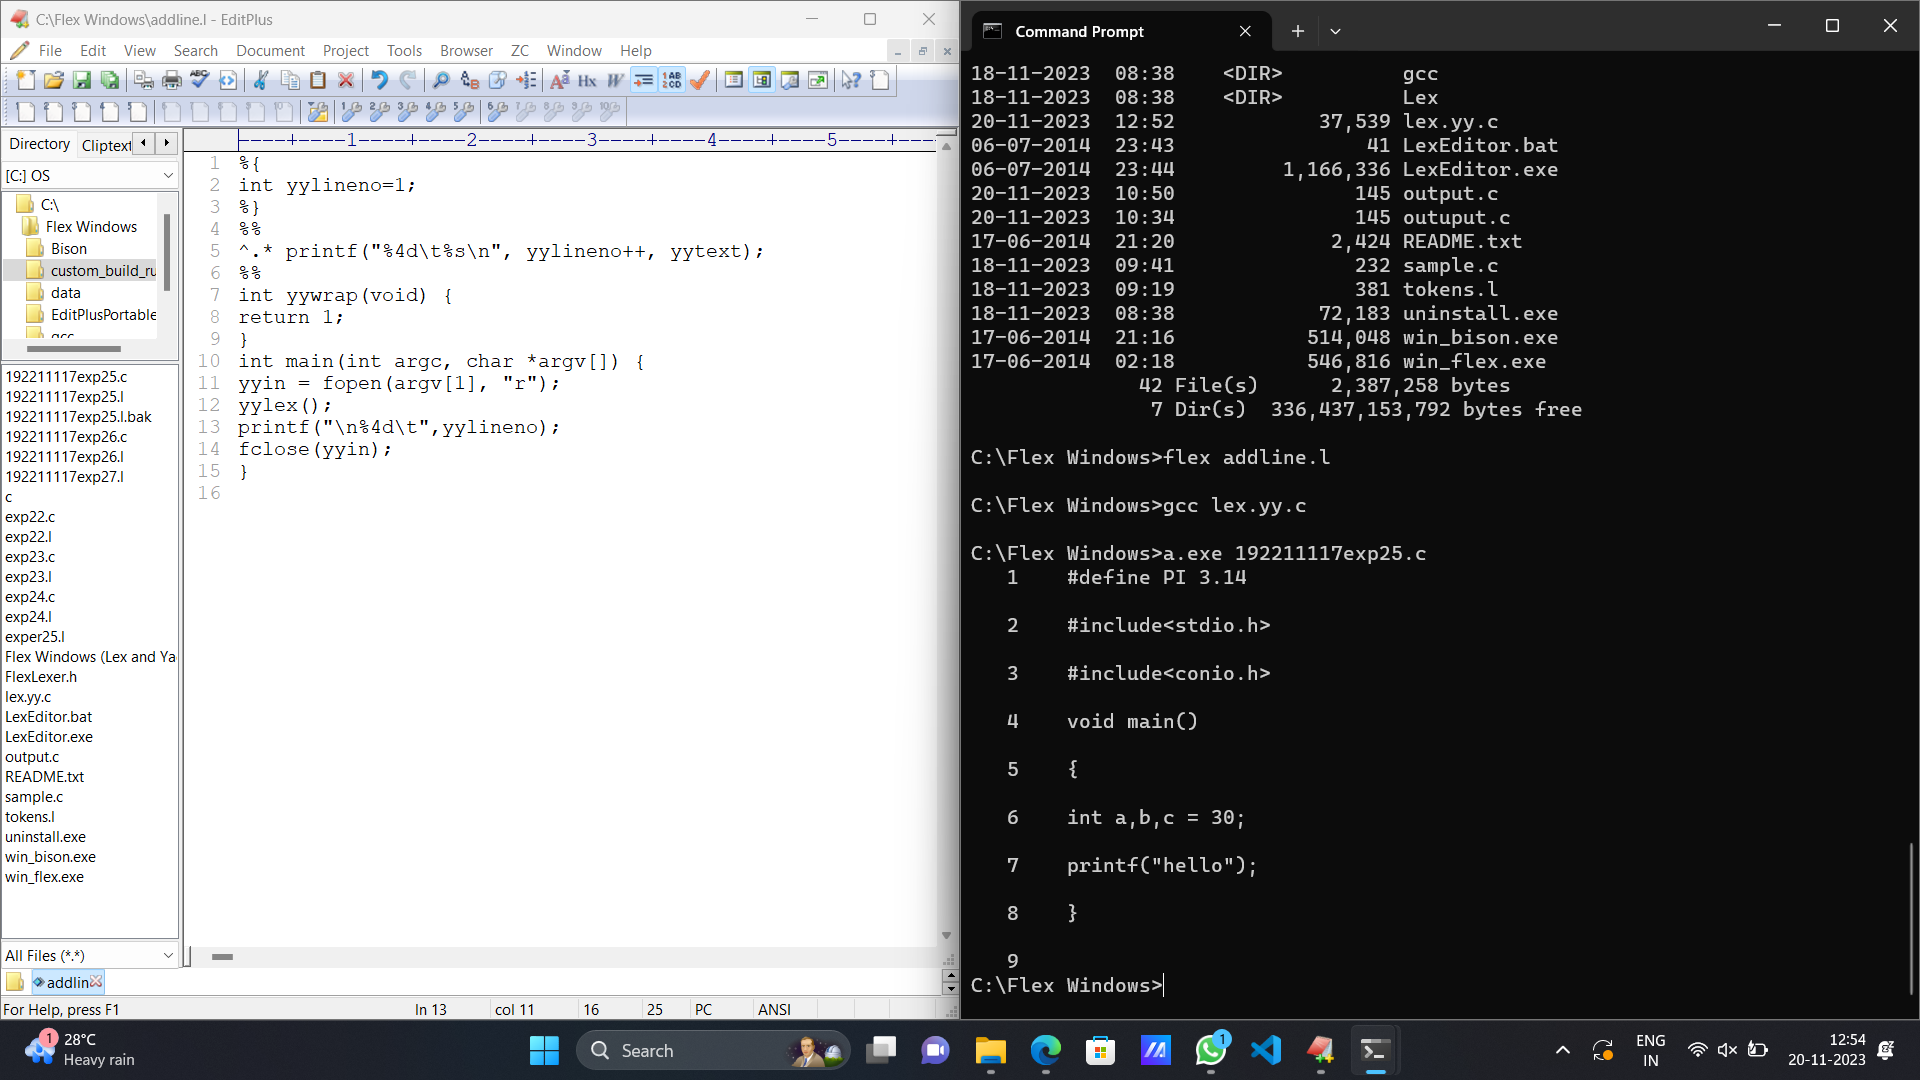 C:\Flex Windows\addline.l - EditPlus
File Edit View Search Document Project Tools Browser ZC Window Help
Directory Cliptext
[C:] OS
C:\
Flex Windows
Bison
custom_build_ru
data
EditPlusPortable
gcc
192211117exp25.c
192211117exp25.l
192211117exp25.l.bak
192211117exp26.c
192211117exp26.l
192211117exp27.l
c
exp22.c
exp22.l
exp23.c
exp23.l
exp24.c
exp24.l
exper25.l
Flex Windows (Lex and Ya
FlexLexer.h
lex.yy.c
LexEditor.bat
LexEditor.exe
output.c
README.txt
sample.c
tokens.l
uninstall.exe
win_bison.exe
win_flex.exe
All Files (*.*)
addlin
----+----1----+----2----+----3----+----4----+----5----+---
1 %{
2 int yylineno=1;
3 %}
4 %%
5 ^.* printf("%4d\t%s\n", yylineno++, yytext);
6 %%
7 int yywrap(void) {
8 return 1;
9 }
10 int main(int argc, char *argv[]) {
11 yyin = fopen(argv[1], "r");
12 yylex();
13 printf("\n%4d\t",yylineno);
14 fclose(yyin);
15 }
16
For Help, press F1 ln 13 col 11 16 25 PC ANSI
Command Prompt
18-11-2023 08:38 <DIR> gcc
18-11-2023 08:38 <DIR> Lex
20-11-2023 12:52 37,539 lex.yy.c
06-07-2014 23:43 41 LexEditor.bat
06-07-2014 23:44 1,166,336 LexEditor.exe
20-11-2023 10:50 145 output.c
20-11-2023 10:34 145 outuput.c
17-06-2014 21:20 2,424 README.txt
18-11-2023 09:41 232 sample.c
18-11-2023 09:19 381 tokens.l
18-11-2023 08:38 72,183 uninstall.exe
17-06-2014 21:16 514,048 win_bison.exe
17-06-2014 02:18 546,816 win_flex.exe
42 File(s) 2,387,258 bytes
7 Dir(s) 336,437,153,792 bytes free
C:\Flex Windows>flex addline.l
C:\Flex Windows>gcc lex.yy.c
C:\Flex Windows>a.exe 192211117exp25.c
1 #define PI 3.14
2 #include<stdio.h>
3 #include<conio.h>
4 void main()
5 {
6 int a,b,c = 30;
7 printf("hello");
8 }
9
C:\Flex Windows>
1
28°C
Heavy rain
Search
1
ENG
IN
12:54
20-11-2023